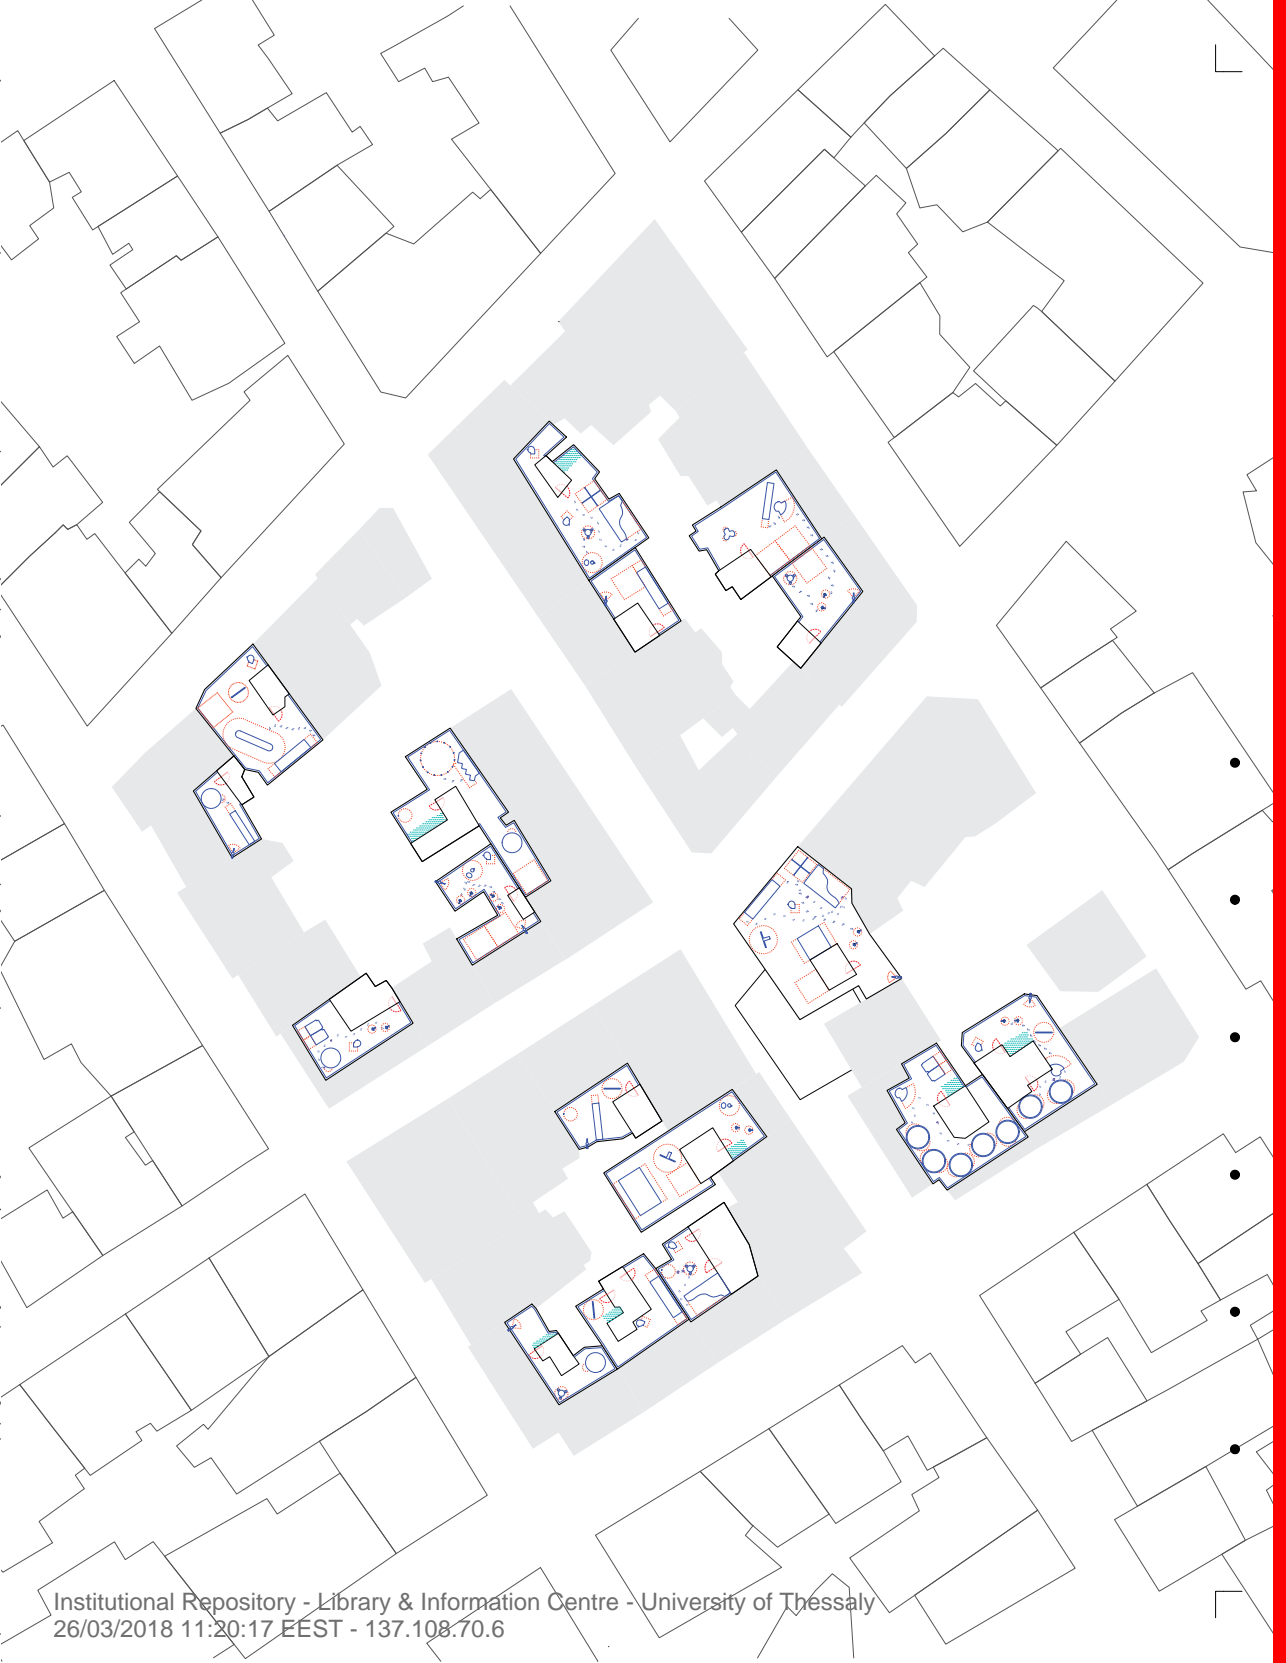 Institutional Repository - Library & Information Centre - University of Thessaly
26/03/2018 11:20:17 EEST - 137.108.70.6